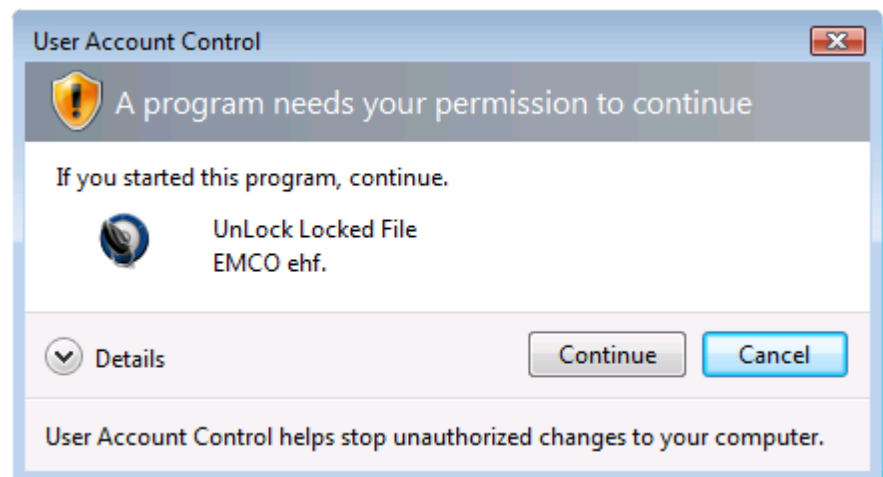 User Account Control
A program needs your permission to continue
If you started this program, continue.
UnLock Locked File
EMCO ehf.
Details
Continue
Cancel
User Account Control helps stop unauthorized changes to your computer.